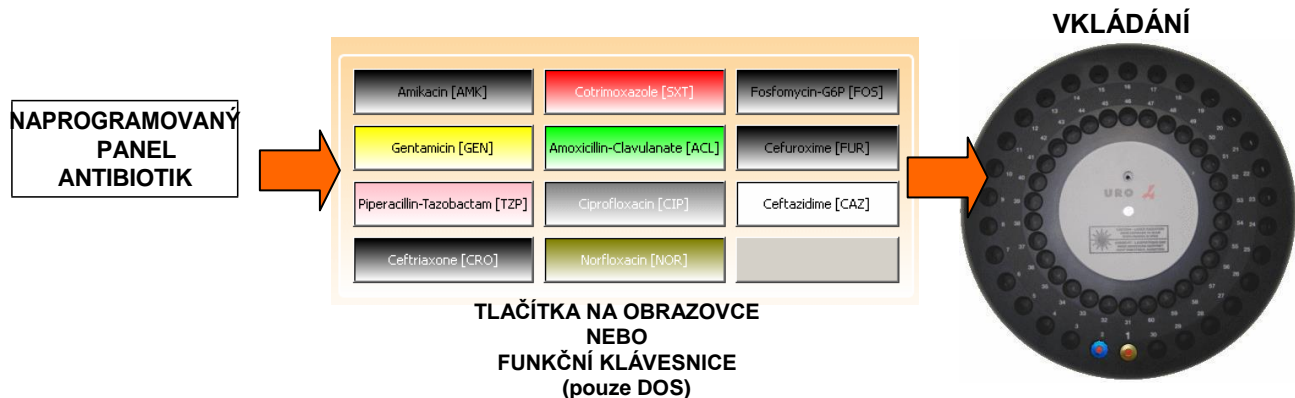 VKLÁDÁNÍ
NAPROGRAMOVANÝ
PANEL
ANTIBIOTIK
Amikacin [AMK]
Cotrimoxazole [SXT]
Fosfomycin-G6P [FOS]
Gentamicin [GEN]
Amoxicillin-Clavulanate [ACL]
Cefuroxime [FUR]
Piperacillin-Tazobactam [TZP]
Ciprofloxacin [CIP]
Ceftazidime [CAZ]
Ceftriaxone [CRO]
Norfloxacin [NOR]
TLAČÍTKA NA OBRAZOVCE
NEBO
FUNKČNÍ KLÁVESNICE
(pouze DOS)
URO 4